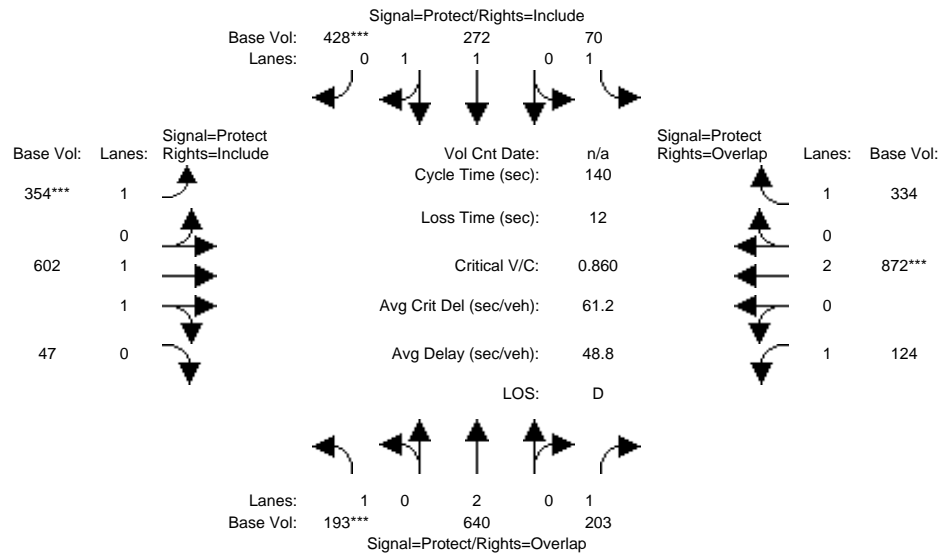 Signal=Protect/Rights=Include
Base Vol: 428*** 272 70
Lanes: 0 1 1 0 1
Signal=Protect Signal=Protect
Base Vol: Lanes: Rights=Include Vol Cnt Date: n/a Rights=Overlap Lanes: Base Vol:
Cycle Time (sec): 140
354*** 1 1 334
Loss Time (sec): 12
0 0
602 1 Critical V/C: 0.860 2 872***
1 Avg Crit Del (sec/veh): 61.2 0
47 0 Avg Delay (sec/veh): 48.8 1 124
LOS: D
Lanes: 1 0 2 0 1
Base Vol: 193*** 640 203
Signal=Protect/Rights=Overlap